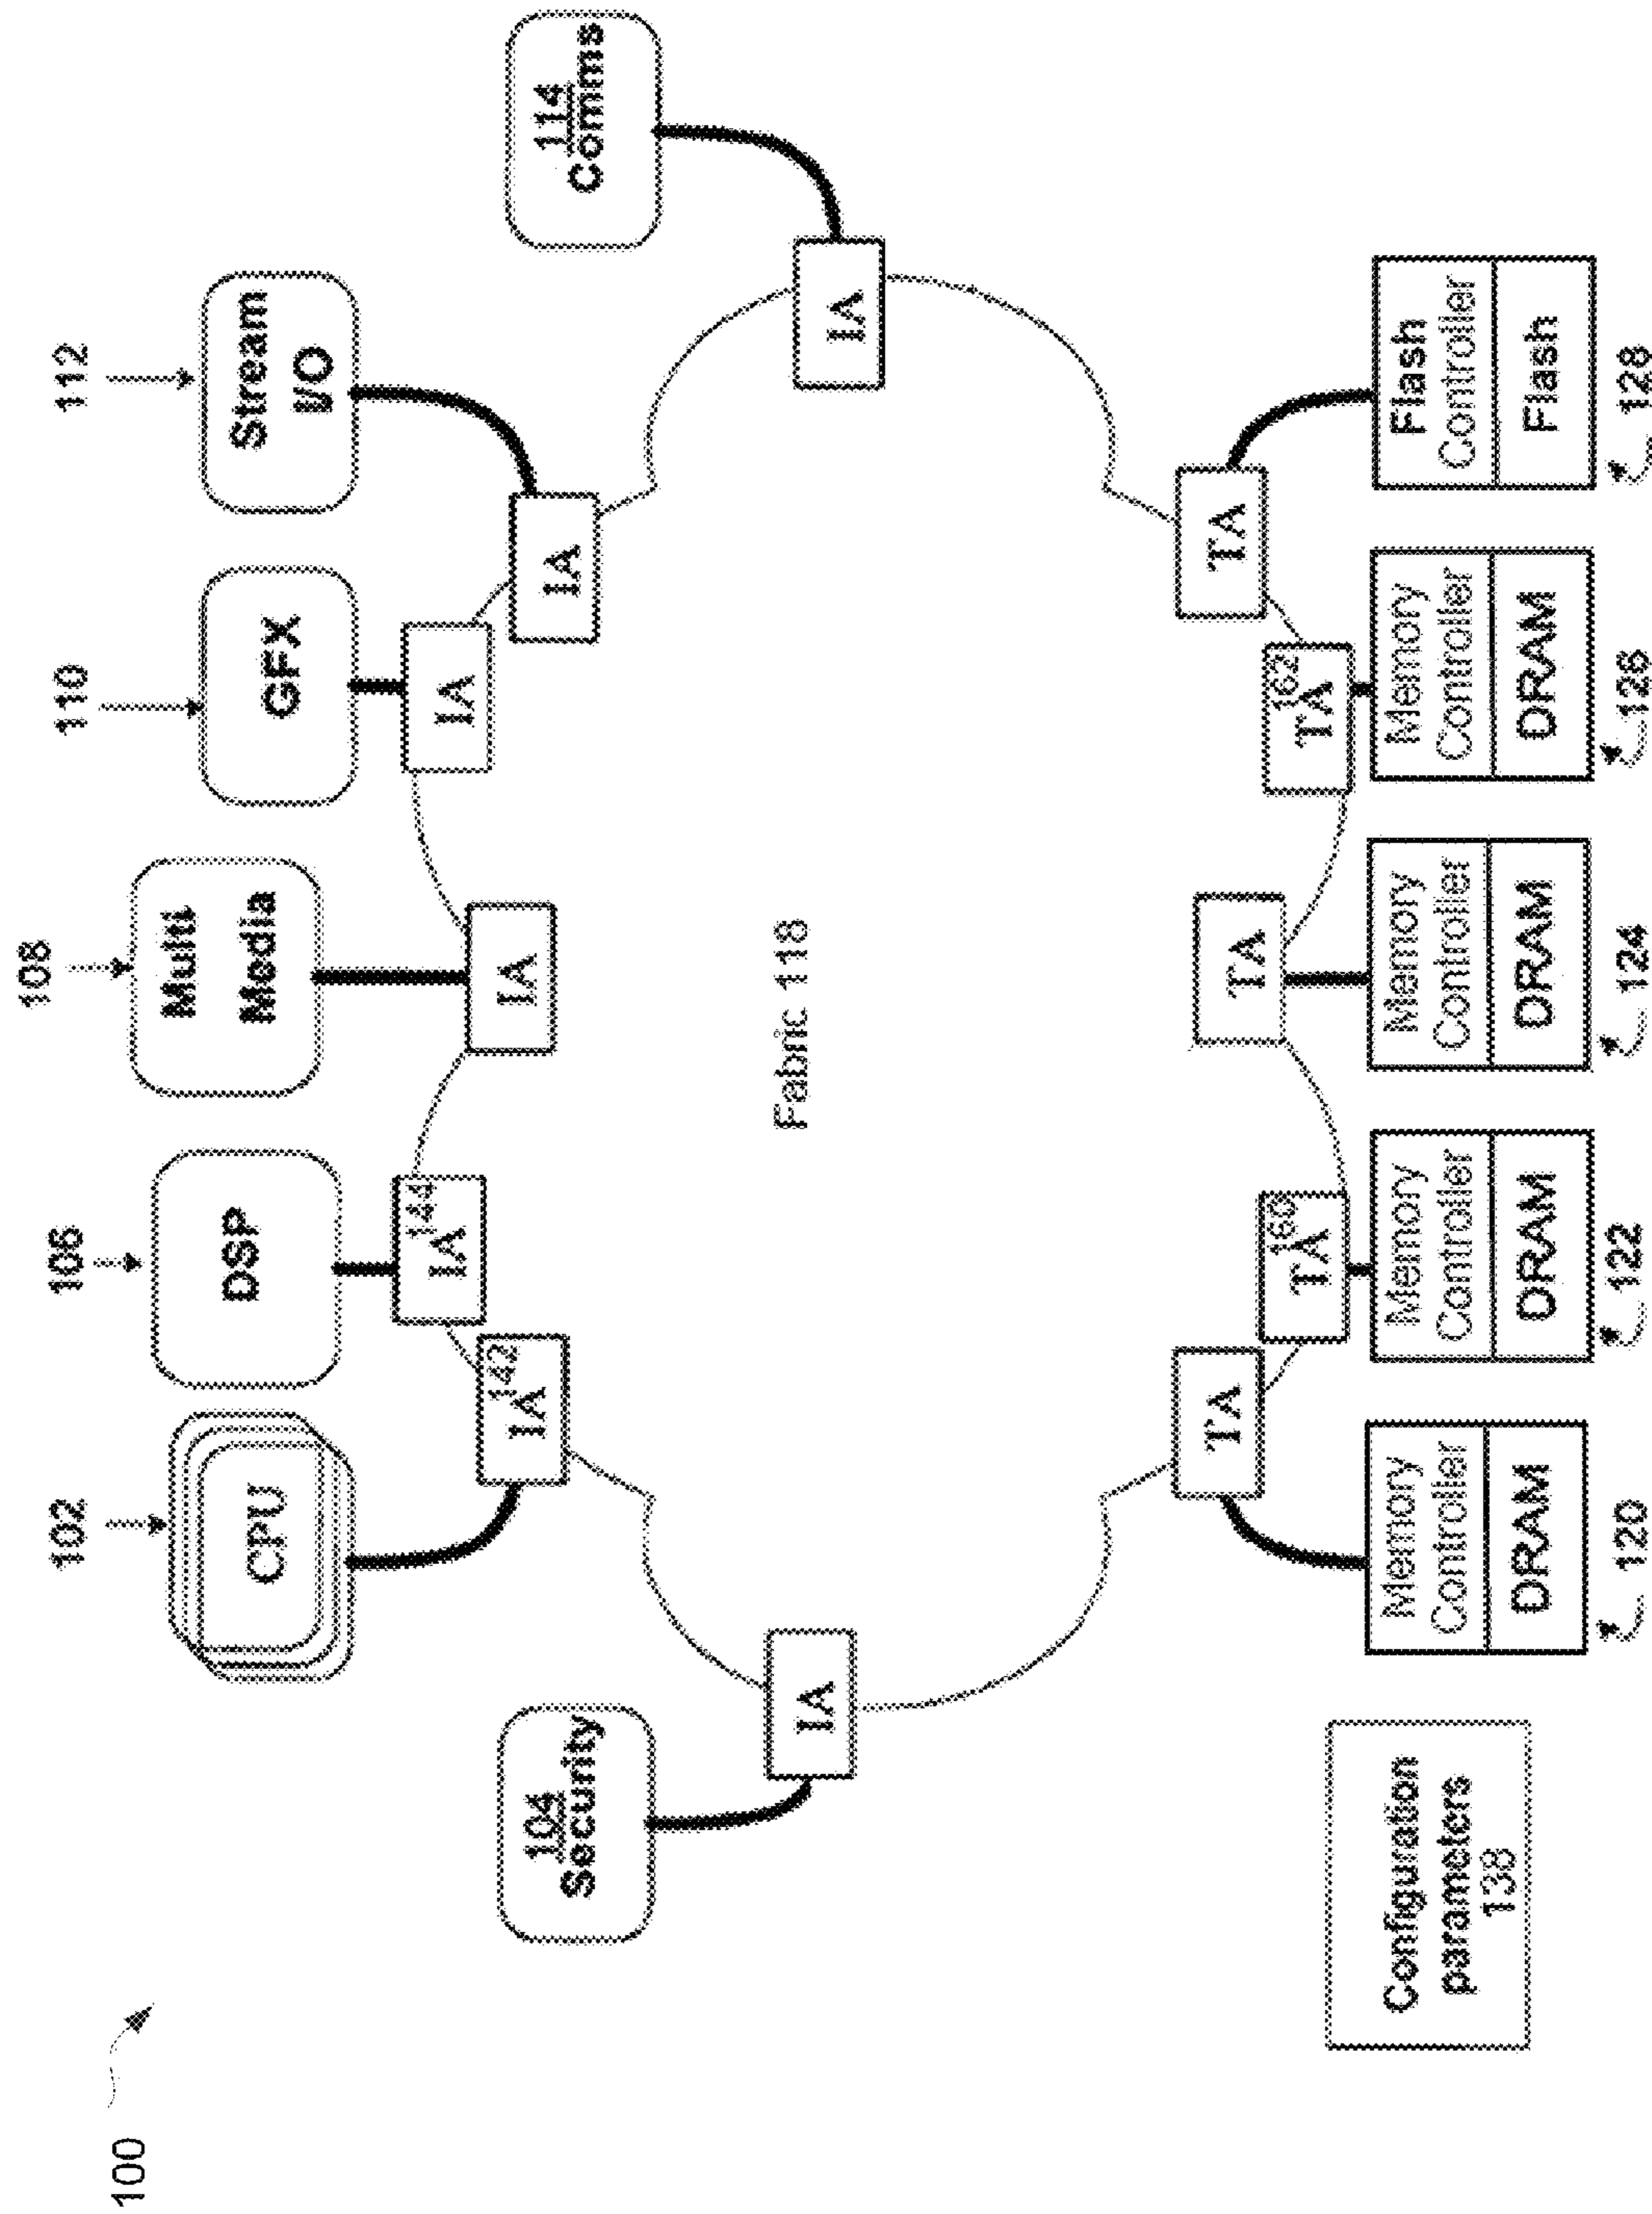 100
102
106
108
110
112
CPU
DSP
Multi
Media
GFX
Stream
I/O
104
Security
114
Comms
IA
142
IA
144
IA
IA
IA
IA
IA
Fabric 118
TA
160
TA
TA
162
TA
TA
Configuration
parameters
138
Memory
Controller
DRAM
120
Memory
Controller
DRAM
122
Memory
Controller
DRAM
124
Memory
Controller
DRAM
126
Flash
Controller
Flash
128